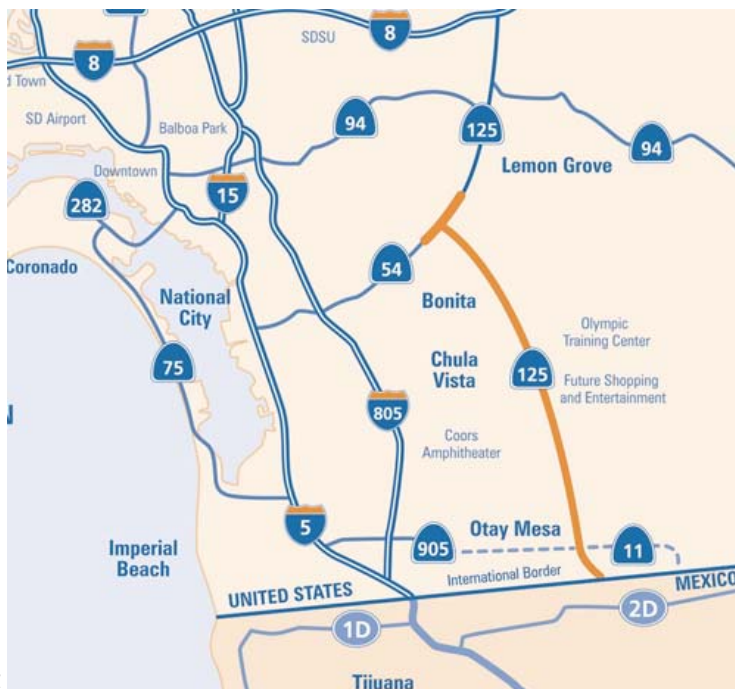 SDSU
8
8
Town
SD Airport
Balboa Park
94
125
94
Lemon Grove
Downtown
15
282
Coronado
54
National
City
Bonita
Olympic
Training Center
75
Chula
Vista
125
Future Shopping
and Entertainment
805
Coors
Amphitheater
5
Otay Mesa
905
11
Imperial
Beach
International Border
UNITED STATES
MEXICO
1D
2D
Tijuana